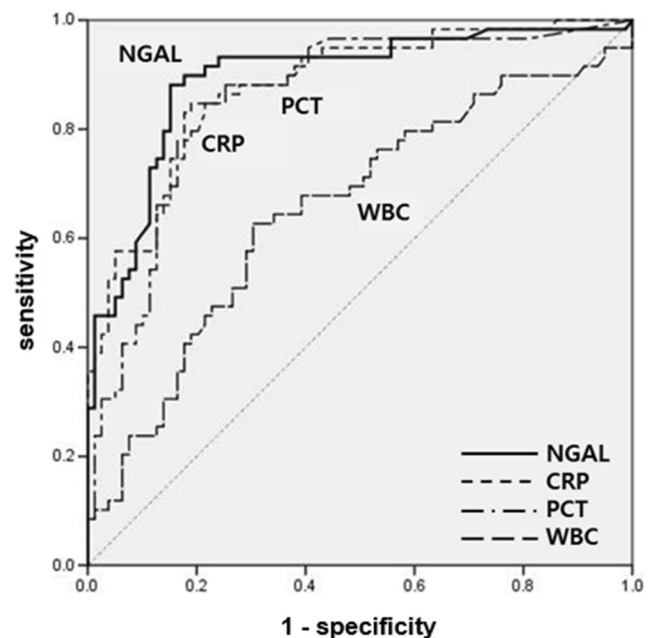 1.0
0.8
0.6
0.4
0.2
0.0
sensitivity
NGAL
PCT
CRP
WBC
NGAL
CRP
PCT
WBC
0.0 0.2 0.4 0.6 0.8 1.0
1 - specificity